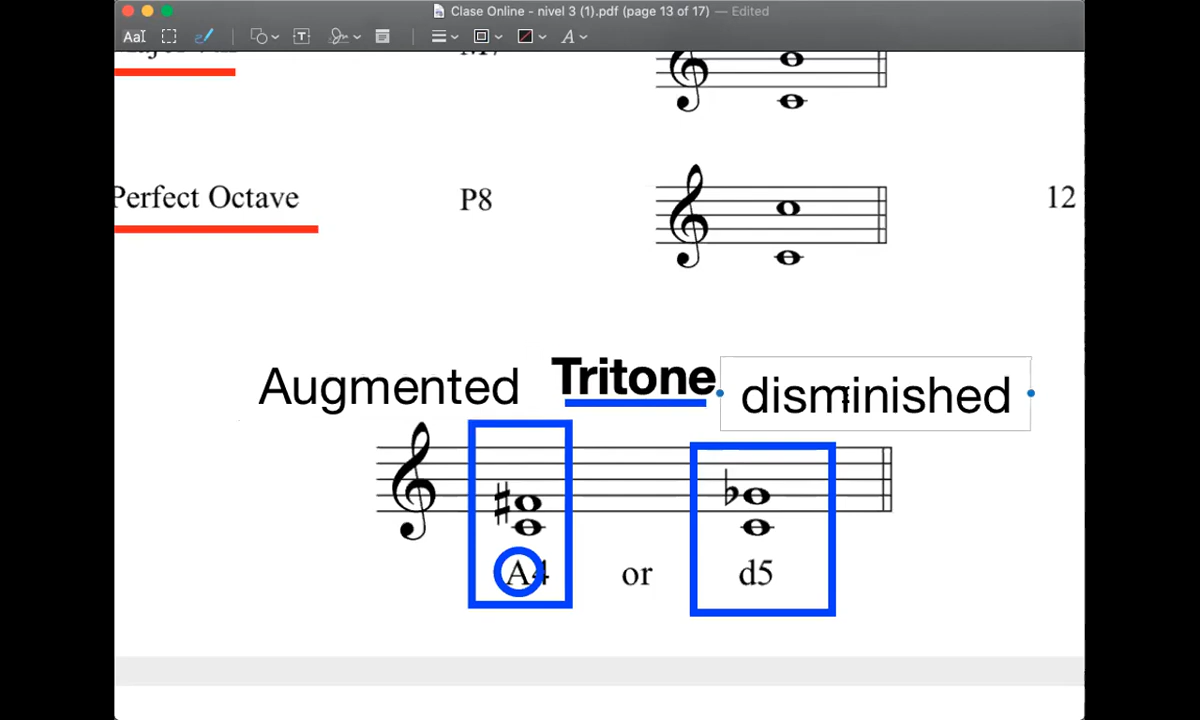 Clase Online - nivel 3 (1).pdf (page 13 of 17) — Edited
Perfect Octave P8 12
Augmented Tritone disminished
A4 or d5